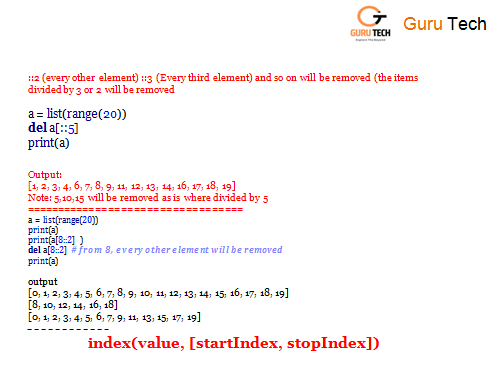 GURU TECH
Guru Tech
::2 (every other element) ::3 (Every third element) and so on will be removed (the items
divided by 3 or 2 will be removed
a = list(range(20))
del a[::5]
print(a)
Output:
[1, 2, 3, 4, 6, 7, 8, 9, 11, 12, 13, 14, 16, 17, 18, 19]
Note: 5,10,15 will be removed as is where divided by 5
==================================
a = list(range(20))
print(a)
print(a[8::2] )
del a[8::2] # from 8, every other element will be removed
print(a)
output
[0, 1, 2, 3, 4, 5, 6, 7, 8, 9, 10, 11, 12, 13, 14, 15, 16, 17, 18, 19]
[8, 10, 12, 14, 16, 18]
[0, 1, 2, 3, 4, 5, 6, 7, 9, 11, 13, 15, 17, 19]
- - - - - - - - - - - -
index(value, [startIndex, stopIndex])